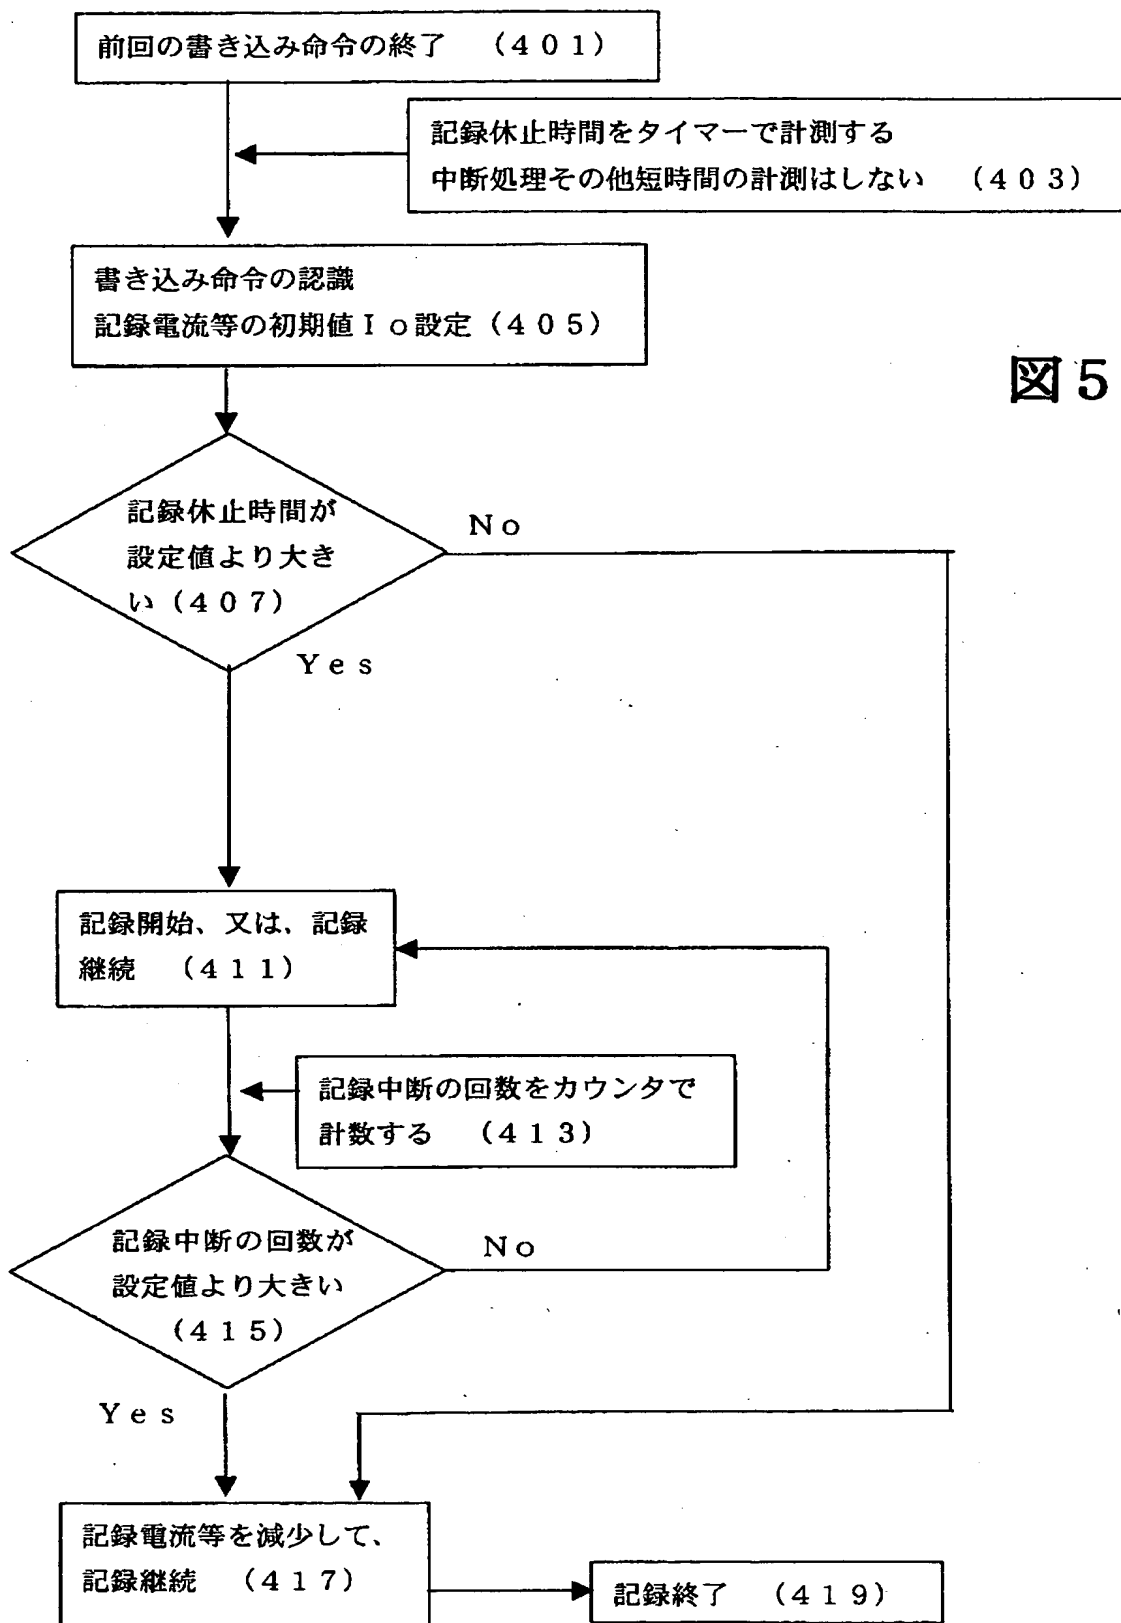 前回の書き込み命令の終了 (401)
記録休止時間をタイマーで計測する
中断処理その他短時間の計測はしない (403)
書き込み命令の認識
記録電流等の初期値Ｉｏ設定(405)
図5
記録休止時間が
設定値より大き
い(407)
No
Yes
記録開始、又は、記録
継続 (411)
記録中断の回数をカウンタで
計数する (413)
記録中断の回数が
設定値より大きい
(415)
No
Yes
記録電流等を減少して、
記録継続 (417)
記録終了 (419)